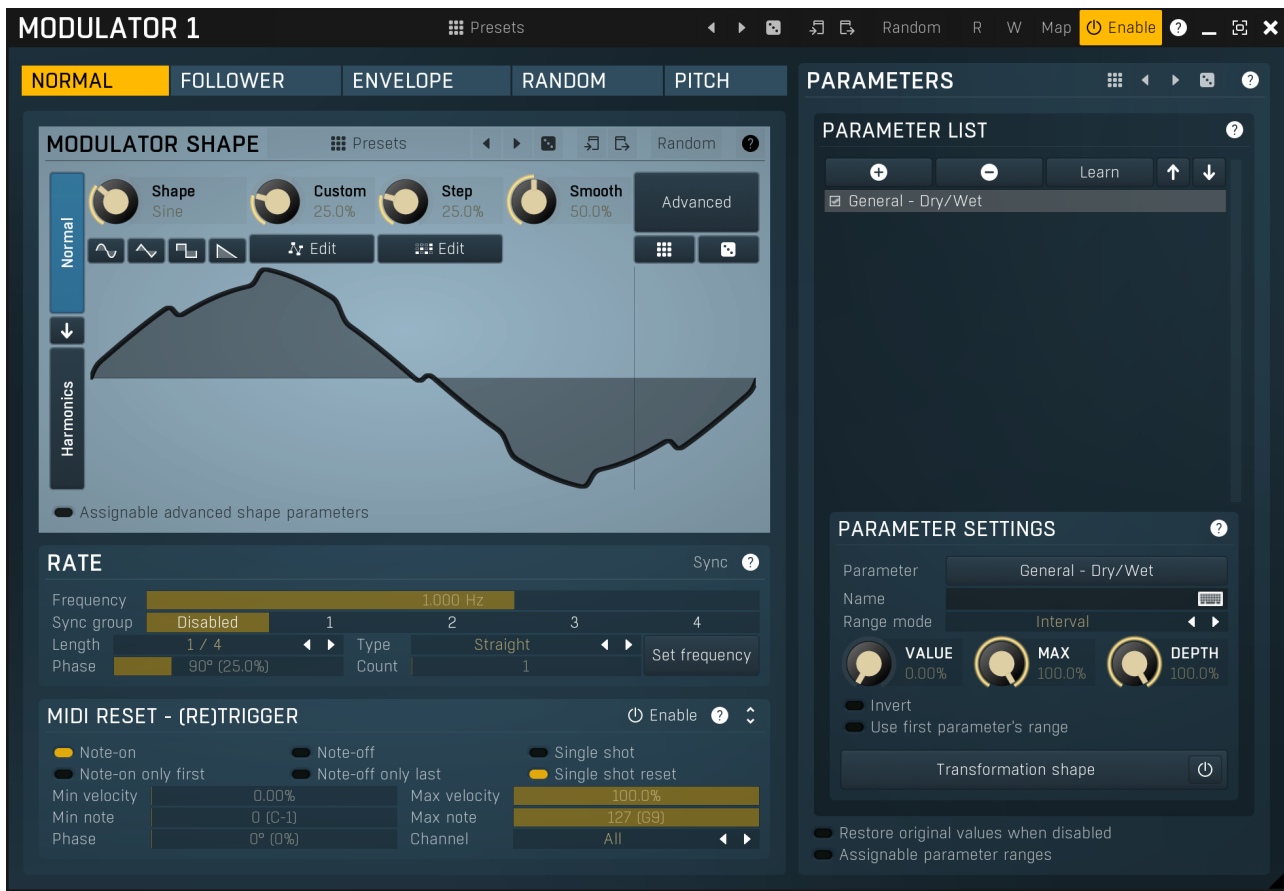 MODULATOR 1 Presets Random R W Map Enable ?
NORMAL FOLLOWER ENVELOPE RANDOM PITCH
PARAMETERS ?
MODULATOR SHAPE Presets Random ?
Normal
Harmonics
Shape Sine
Custom 25.0%
Step 25.0%
Smooth 50.0%
Advanced
Edit Edit
Assignable advanced shape parameters
RATE Sync ?
Frequency 1.000 Hz
Sync group Disabled 1 2 3 4
Length 1 / 4 Type Straight
Set frequency
Phase 90° (25.0%) Count 1
MIDI RESET - (RE)TRIGGER Enable ?
Note-on Note-off Single shot
Note-on only first Note-off only last Single shot reset
Min velocity 0.00% Max velocity 100.0%
Min note 0 (C-1) Max note 127 (G9)
Phase 0° (0%) Channel All
PARAMETER LIST ?
Learn
General - Dry/Wet
PARAMETER SETTINGS ?
Parameter General - Dry/Wet
Name
Range mode Interval
VALUE 0.00%
MAX 100.0%
DEPTH 100.0%
Invert
Use first parameter's range
Transformation shape
Restore original values when disabled
Assignable parameter ranges